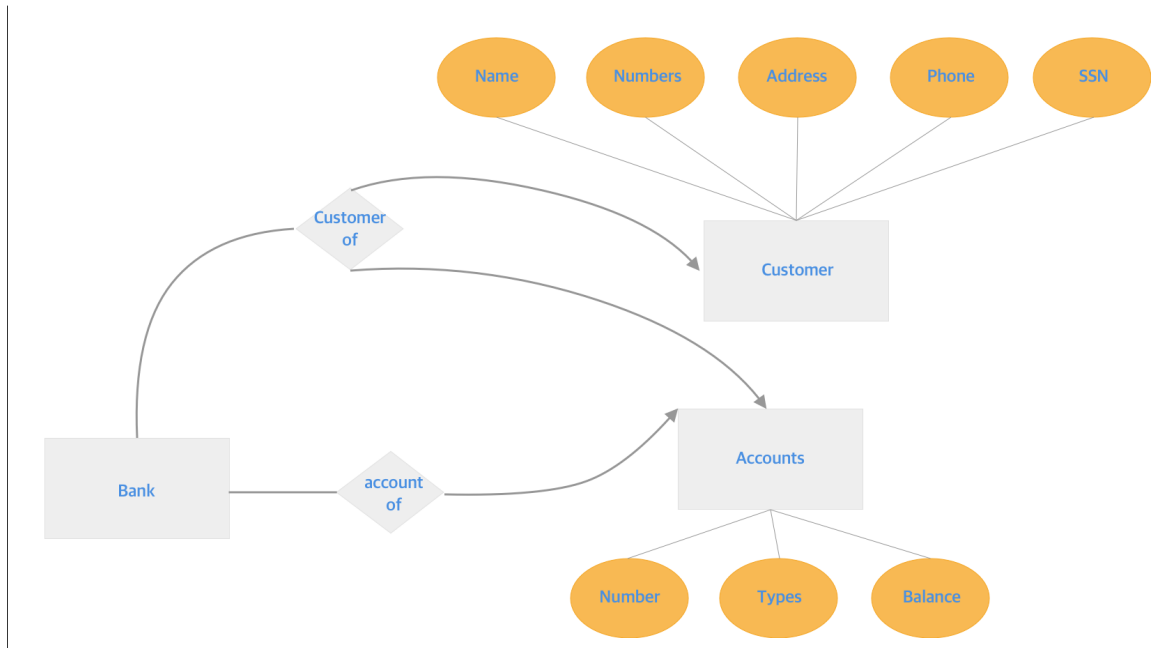 Name
Numbers
Address
Phone
SSN
Customer
of
Customer
Accounts
Bank
account
of
Number
Types
Balance